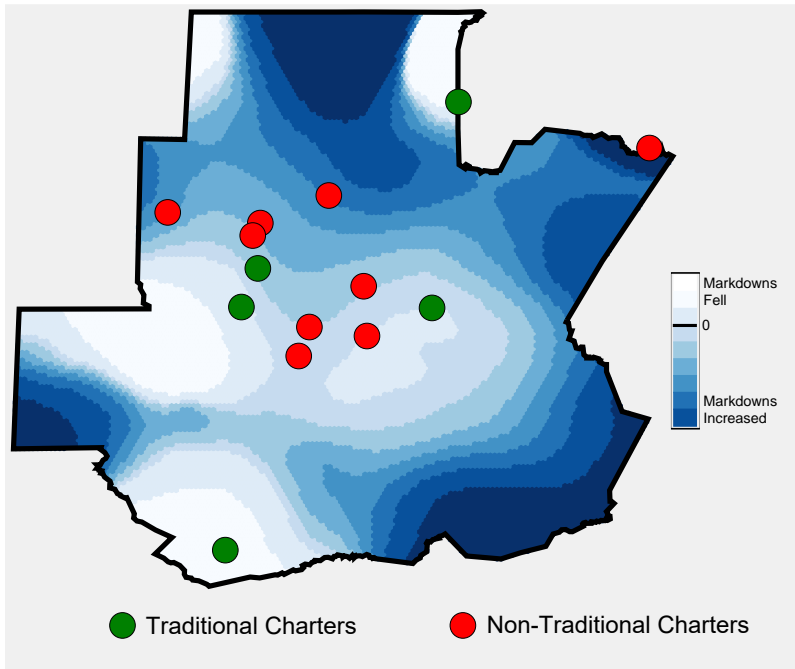 Markdowns
Fell
0
Markdowns
Increased
Traditional Charters
Non-Traditional Charters